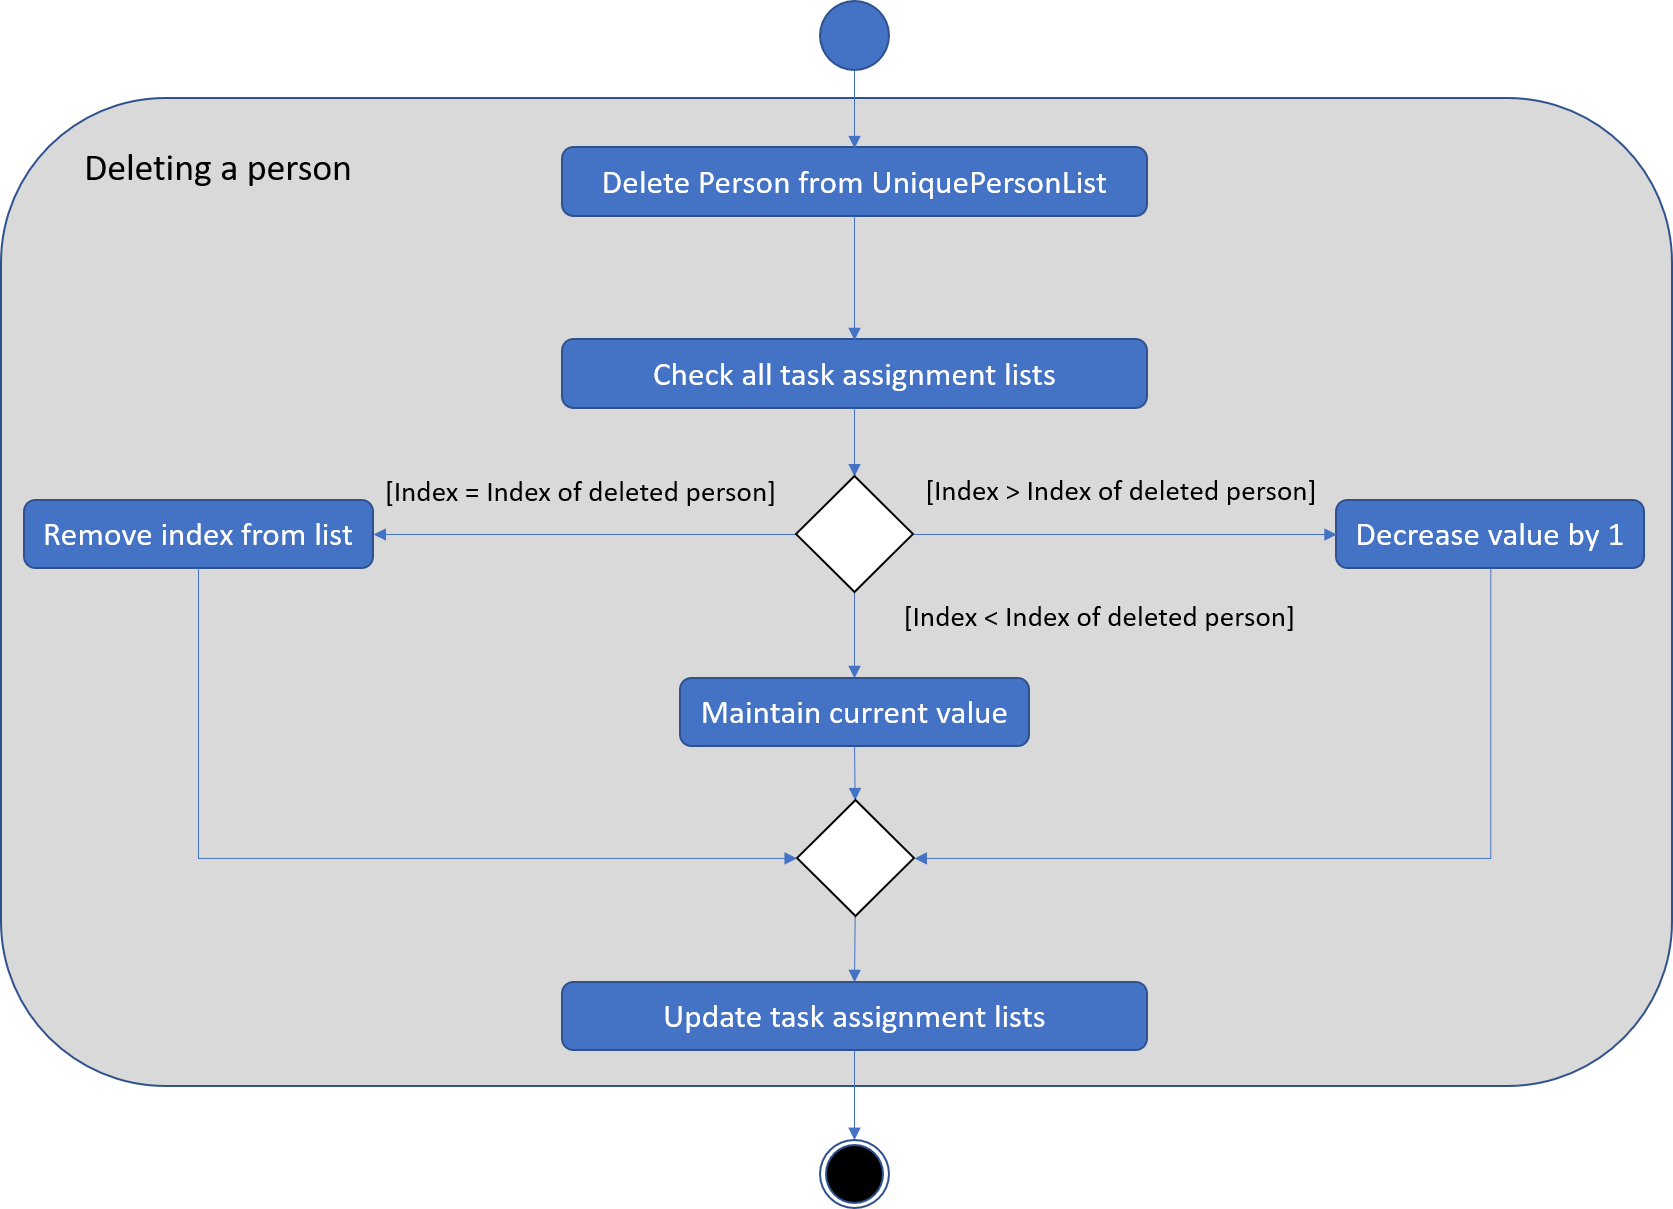 Deleting a person
Delete Person from UniquePersonList
Check all task assignment lists
[Index = Index of deleted person]
[Index > Index of deleted person]
Remove index from list
Decrease value by 1
[Index < Index of deleted person]
Maintain current value
Update task assignment lists